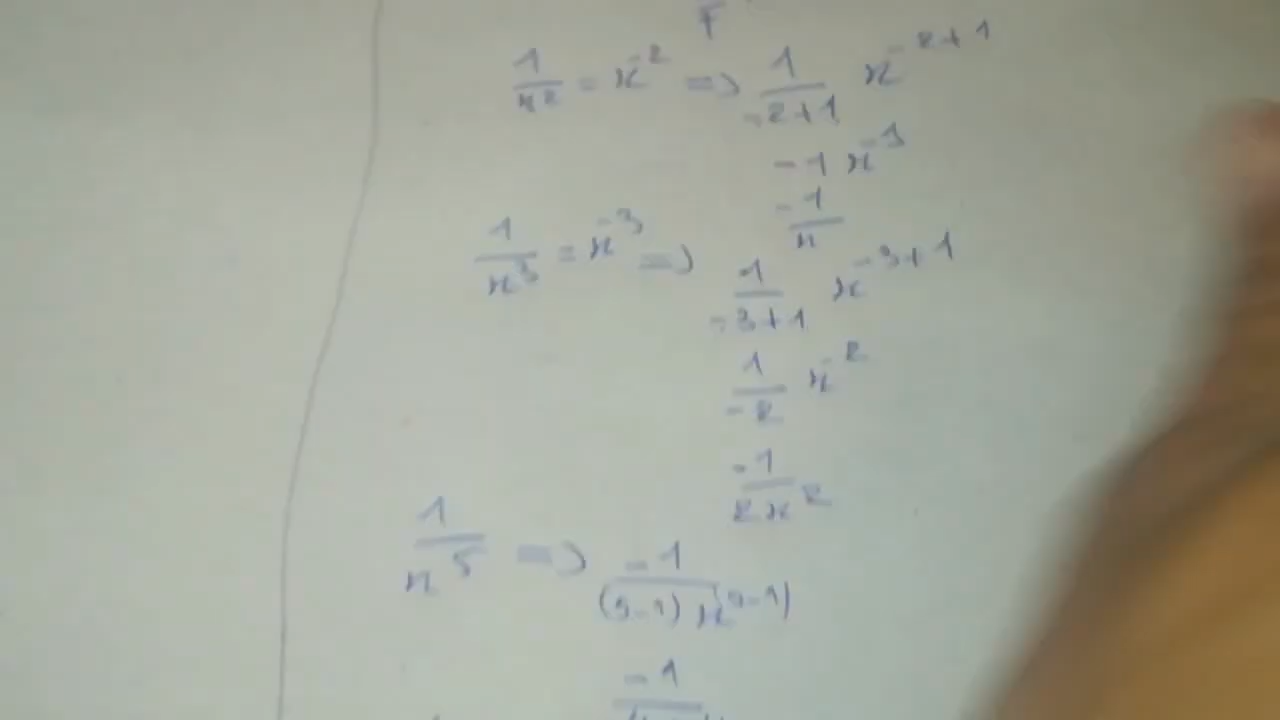 F
1/x² = x⁻² => 1/-2+1 x⁻²⁺¹
-1 x⁻¹
-1/x
1/x³ = x⁻³ => 1/-3+1 x⁻³⁺¹
1/-2 x⁻²
-1/2x²
1/x⁵ => -1/(5-1) x⁽⁵⁻¹⁾
-1